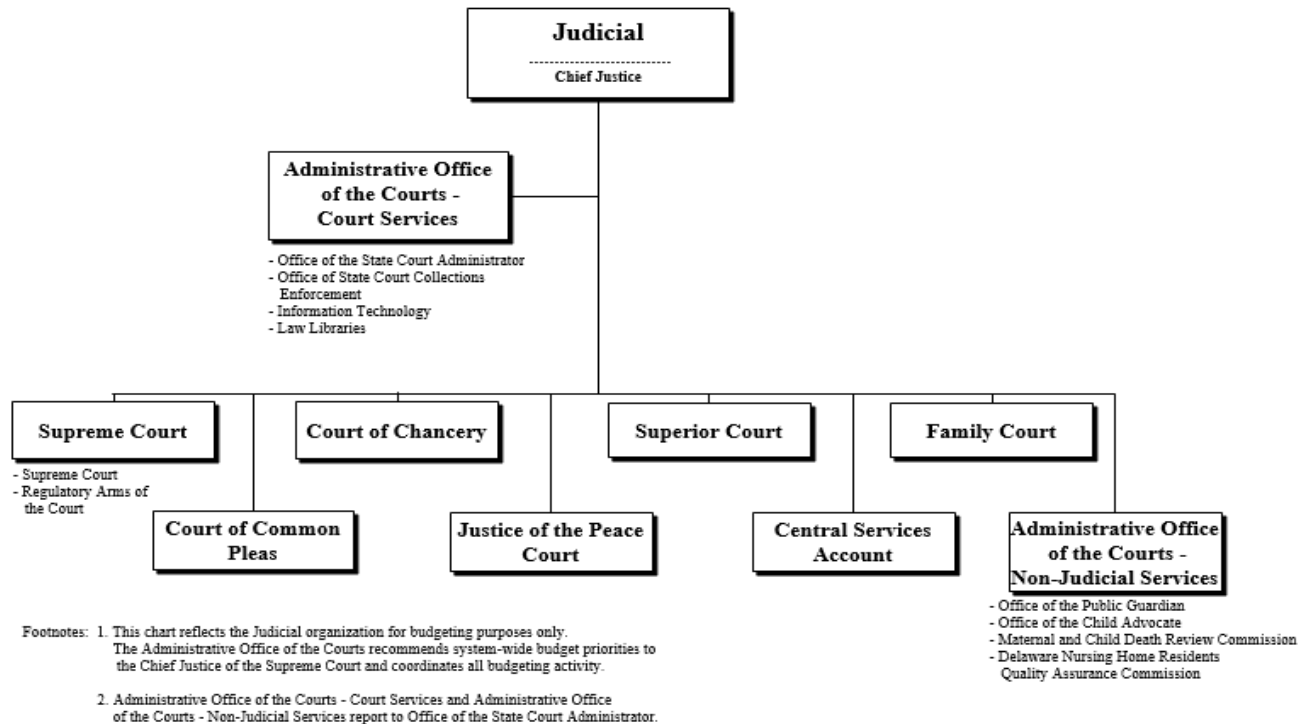 Judicial
----------------------------
Chief Justice
Administrative Office
of the Courts -
Court Services
- Office of the State Court Administrator
- Office of State Court Collections
Enforcement
- Information Technology
- Law Libraries
Supreme Court
- Supreme Court
- Regulatory Arms of
the Court
Court of Chancery
Superior Court
Family Court
Court of Common
Pleas
Justice of the Peace
Court
Central Services
Account
Administrative Office
of the Courts -
Non-Judicial Services
- Office of the Public Guardian
- Office of the Child Advocate
- Maternal and Child Death Review Commission
- Delaware Nursing Home Residents
Quality Assurance Commission
Footnotes: 1. This chart reflects the Judicial organization for budgeting purposes only.
The Administrative Office of the Courts recommends system-wide budget priorities to
the Chief Justice of the Supreme Court and coordinates all budgeting activity.
2. Administrative Office of the Courts - Court Services and Administrative Office
of the Courts - Non-Judicial Services report to Office of the State Court Administrator.